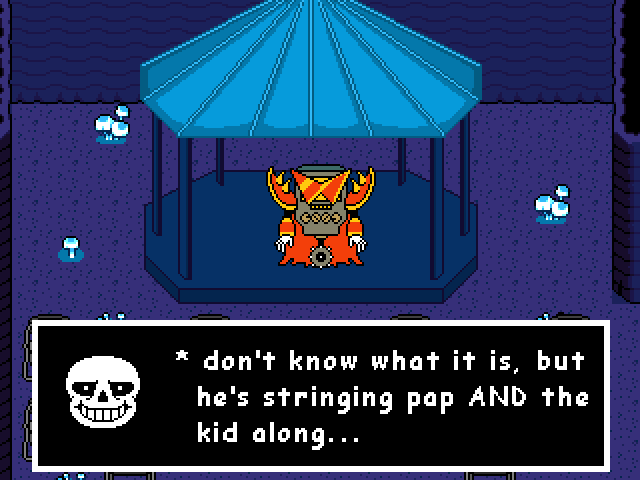 * don't know what it is, but
he's stringing pap AND the
kid along...